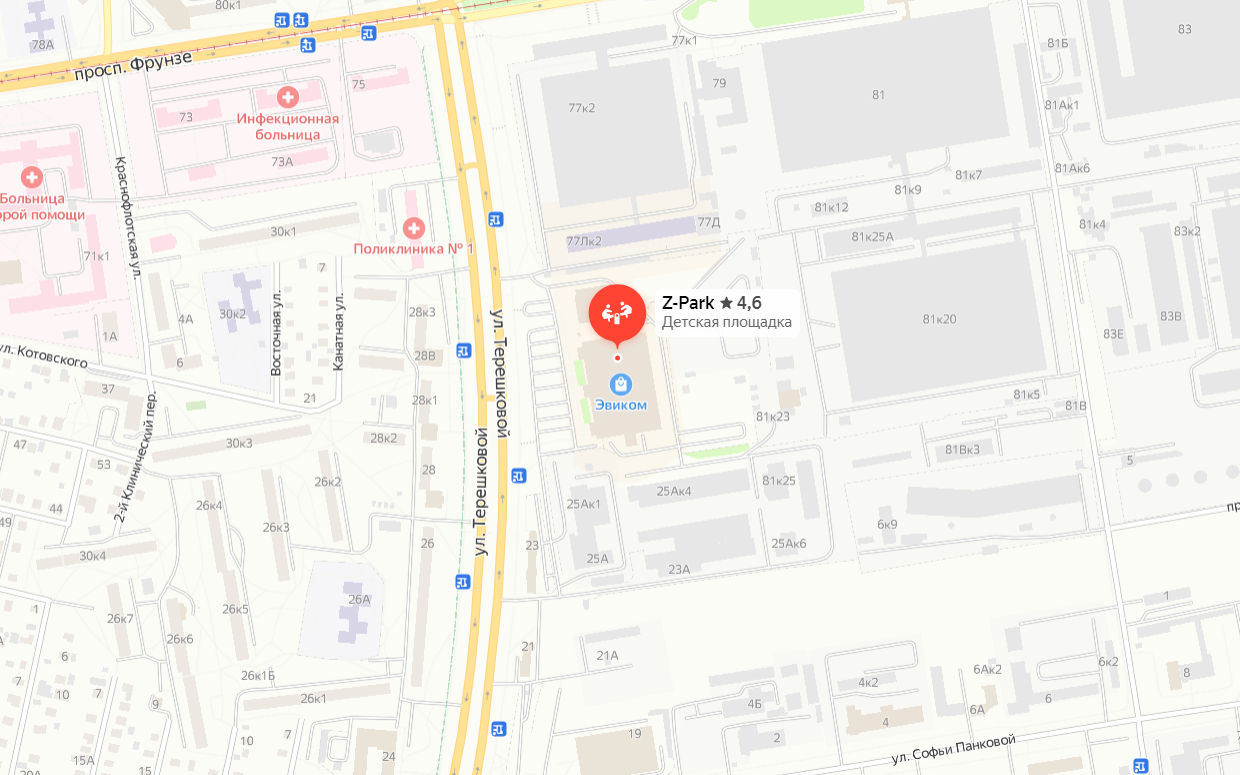 80к1
78А
просп. Фрунзе
75
73
Инфекционная
больница
73А
77к1
77к2
79
81
81Б
83
81Ак1
81Ак6
81к7
81к9
81к12
81к4
83к2
Больница
орой помощи
71к1
Краснофлотская ул.
30к1
Поликлиника № 1
77Д
77Лк2
81к25А
7
30к2
4А
1А
6
Восточная ул.
Канатная ул.
28к3
28В
ул. Терешковой
Z-Park ★ 4,6
Детская площадка
81к20
83Е
83В
ул. Котовского
37
21
28к1
Эвиком
81к23
81к5
81В
47
30к3
28к2
81Вк3
5
53
2-й Клинический пер.
28
26к2
26к4
44
49
26к3
ул. Терешковой
25Ак1
25Ак4
81к25
6к9
пр
30к4
26
23
25А
25Ак6
23А
1
26к5
26А
26к7
26к6
1
21
21А
6
7
10
7
9
26к1Б
26к1
4к2
6Ак2
6к2
8
4Б
6А
6
4
2
19
10
7
24
20А
15
15
ул. Софьи Панковой